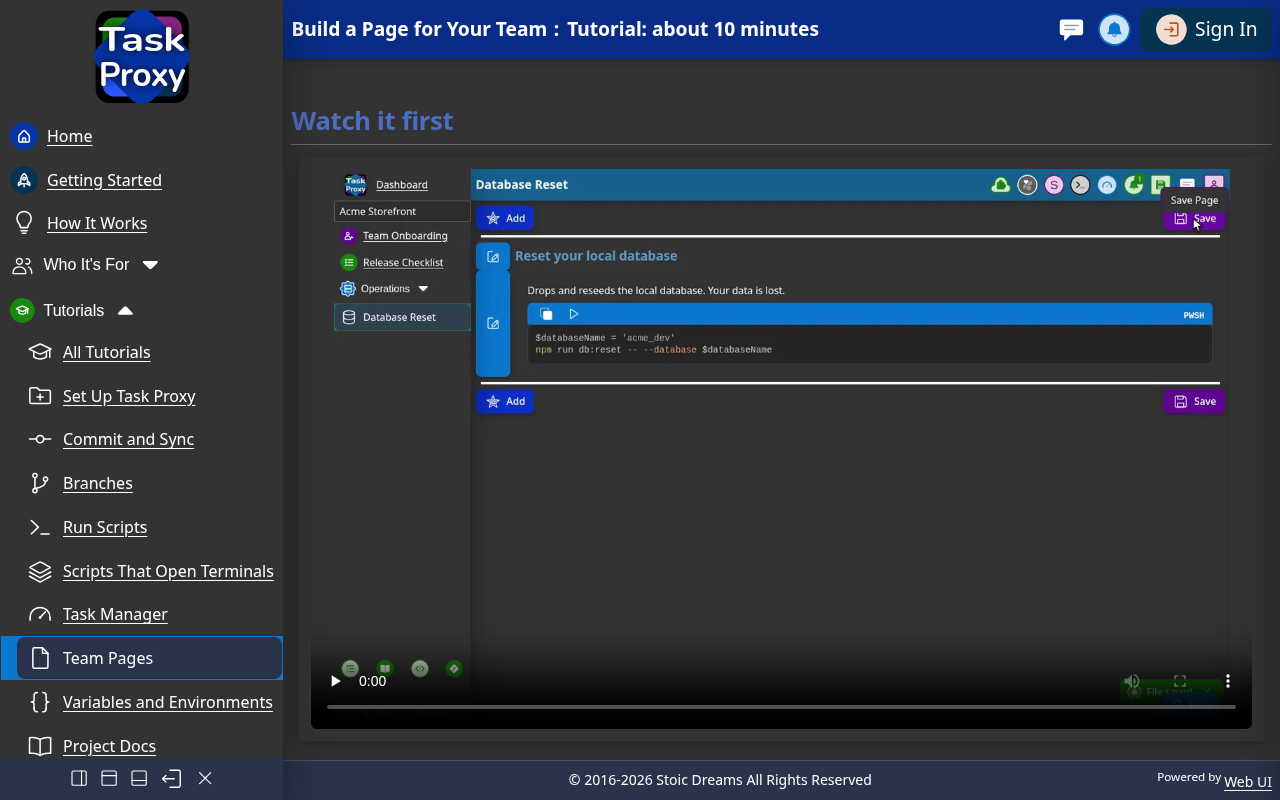 Task
Proxy
Home
Getting Started
How It Works
Who It's For
Tutorials
All Tutorials
Set Up Task Proxy
Commit and Sync
Branches
Run Scripts
Scripts That Open Terminals
Task Manager
Team Pages
Variables and Environments
Project Docs
Build a Page for Your Team : Tutorial: about 10 minutes
Sign In
Watch it first
Task
Proxy
Dashboard
Acme Storefront
Team Onboarding
Release Checklist
Operations
Database Reset
Database Reset
S
1
Save Page
Add
Save
Reset your local database
Drops and reseeds the local database. Your data is lost.
PWSH
$databaseName = 'acme_dev'
npm run db:reset -- --database $databaseName
Add
Save
0:00
File saved
© 2016-2026 Stoic Dreams All Rights Reserved
Powered by Web UI